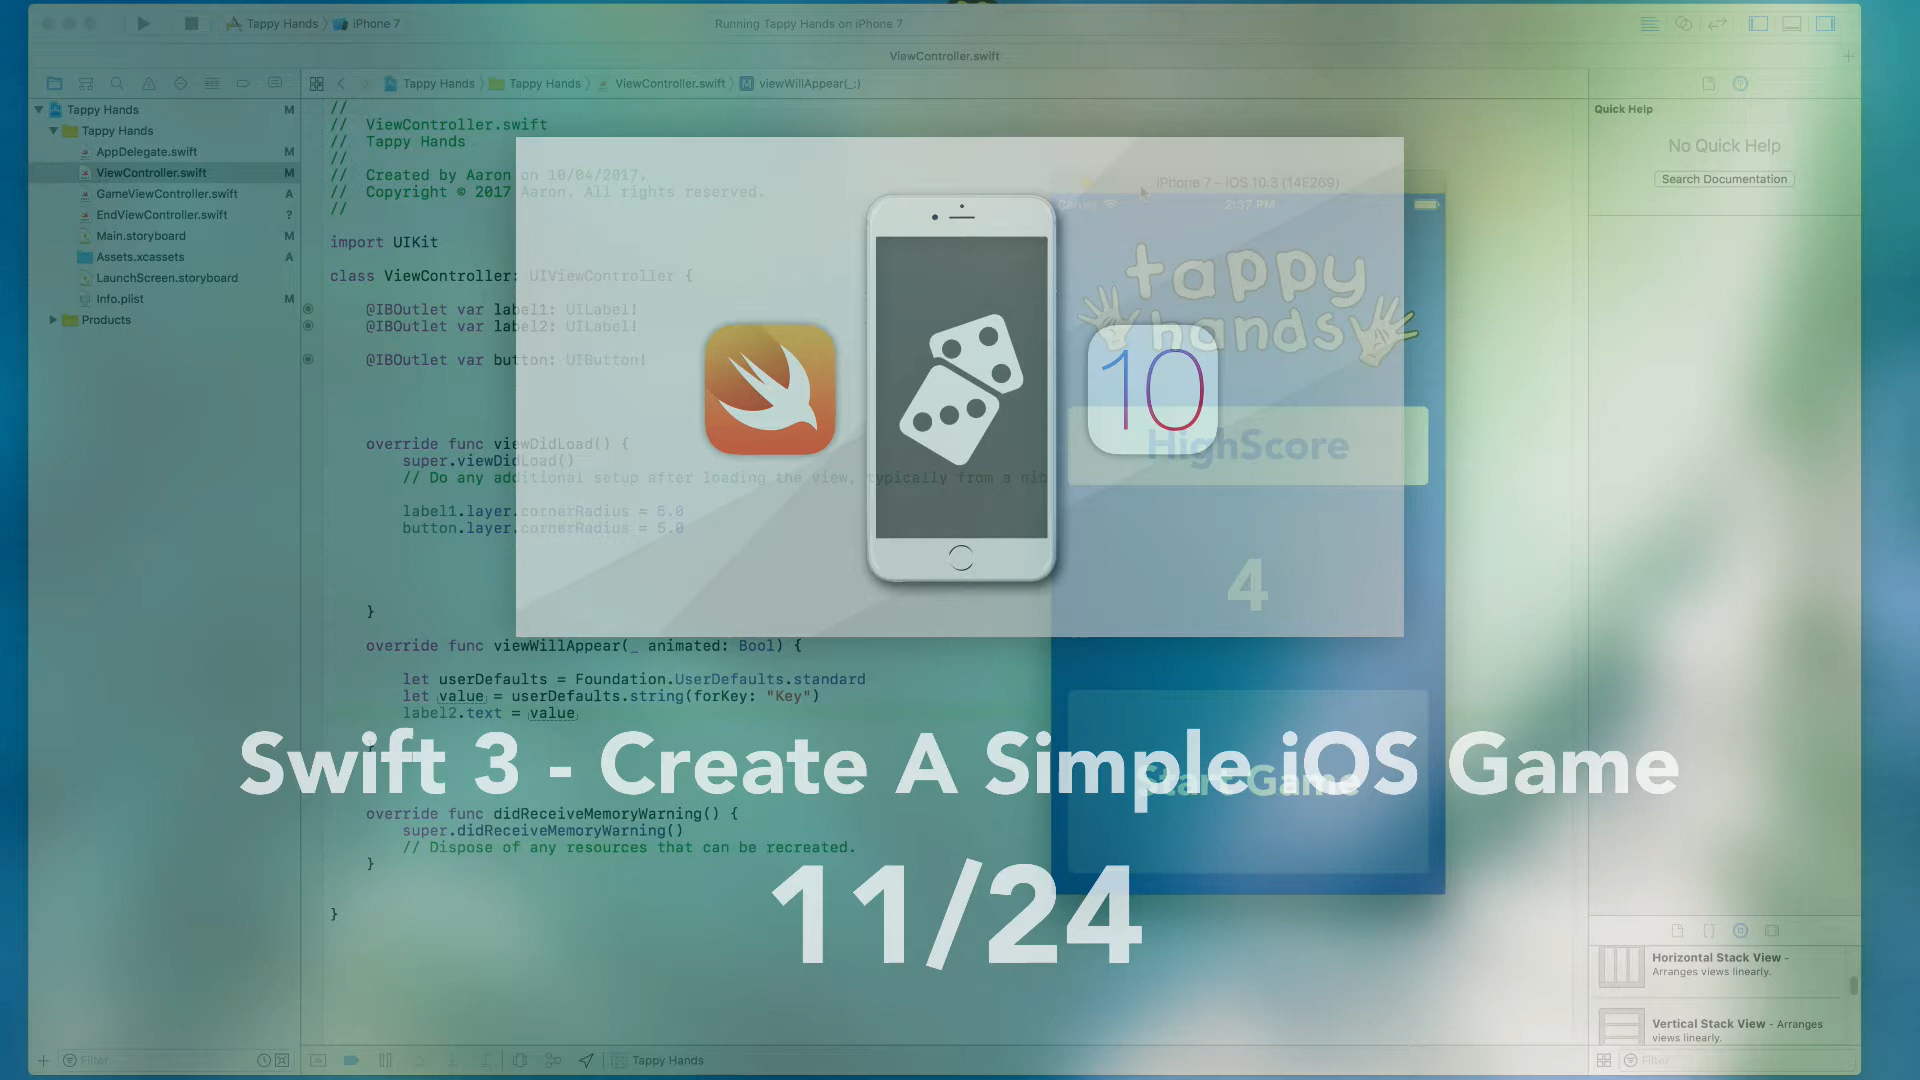 Tappy Hands
iPhone 7
Running Tappy Hands on iPhone 7
ViewController.swift
Tappy Hands
Tappy Hands
ViewController.swift
M
viewWillAppear(_:)
Tappy Hands M
Tappy Hands
AppDelegate.swift M
ViewController.swift M
GameViewController.swift A
EndViewController.swift ?
Main.storyboard M
Assets.xcassets A
LaunchScreen.storyboard
Info.plist M
Products
//
// ViewController.swift
// Tappy Hands
//
// Created by Aaron on 10/04/2017.
// Copyright © 2017 Aaron. All rights reserved.
//
import UIKit
class ViewController: UIViewController {
@IBOutlet var label1: UILabel!
@IBOutlet var label2: UILabel!
@IBOutlet var button: UIButton!
override func viewDidLoad() {
super.viewDidLoad()
// Do any additional setup after loading the view, typically from a nib
label1.layer.cornerRadius = 5.0
button.layer.cornerRadius = 5.0
}
override func viewWillAppear(_ animated: Bool) {
let userDefaults = Foundation.UserDefaults.standard
let value = userDefaults.string(forKey: "Key")
label2.text = value
}
override func didReceiveMemoryWarning() {
super.didReceiveMemoryWarning()
// Dispose of any resources that can be recreated.
}
}
iPhone 7 – iOS 10.3 (14E269)
Carrier
2:37 PM
tappy
hands
10
HighScore
4
Start Game
Swift 3 - Create A Simple iOS Game
11/24
Quick Help
No Quick Help
Search Documentation
Horizontal Stack View -
Arranges views linearly.
Vertical Stack View - Arranges
views linearly.
Filter
Tappy Hands
Filter